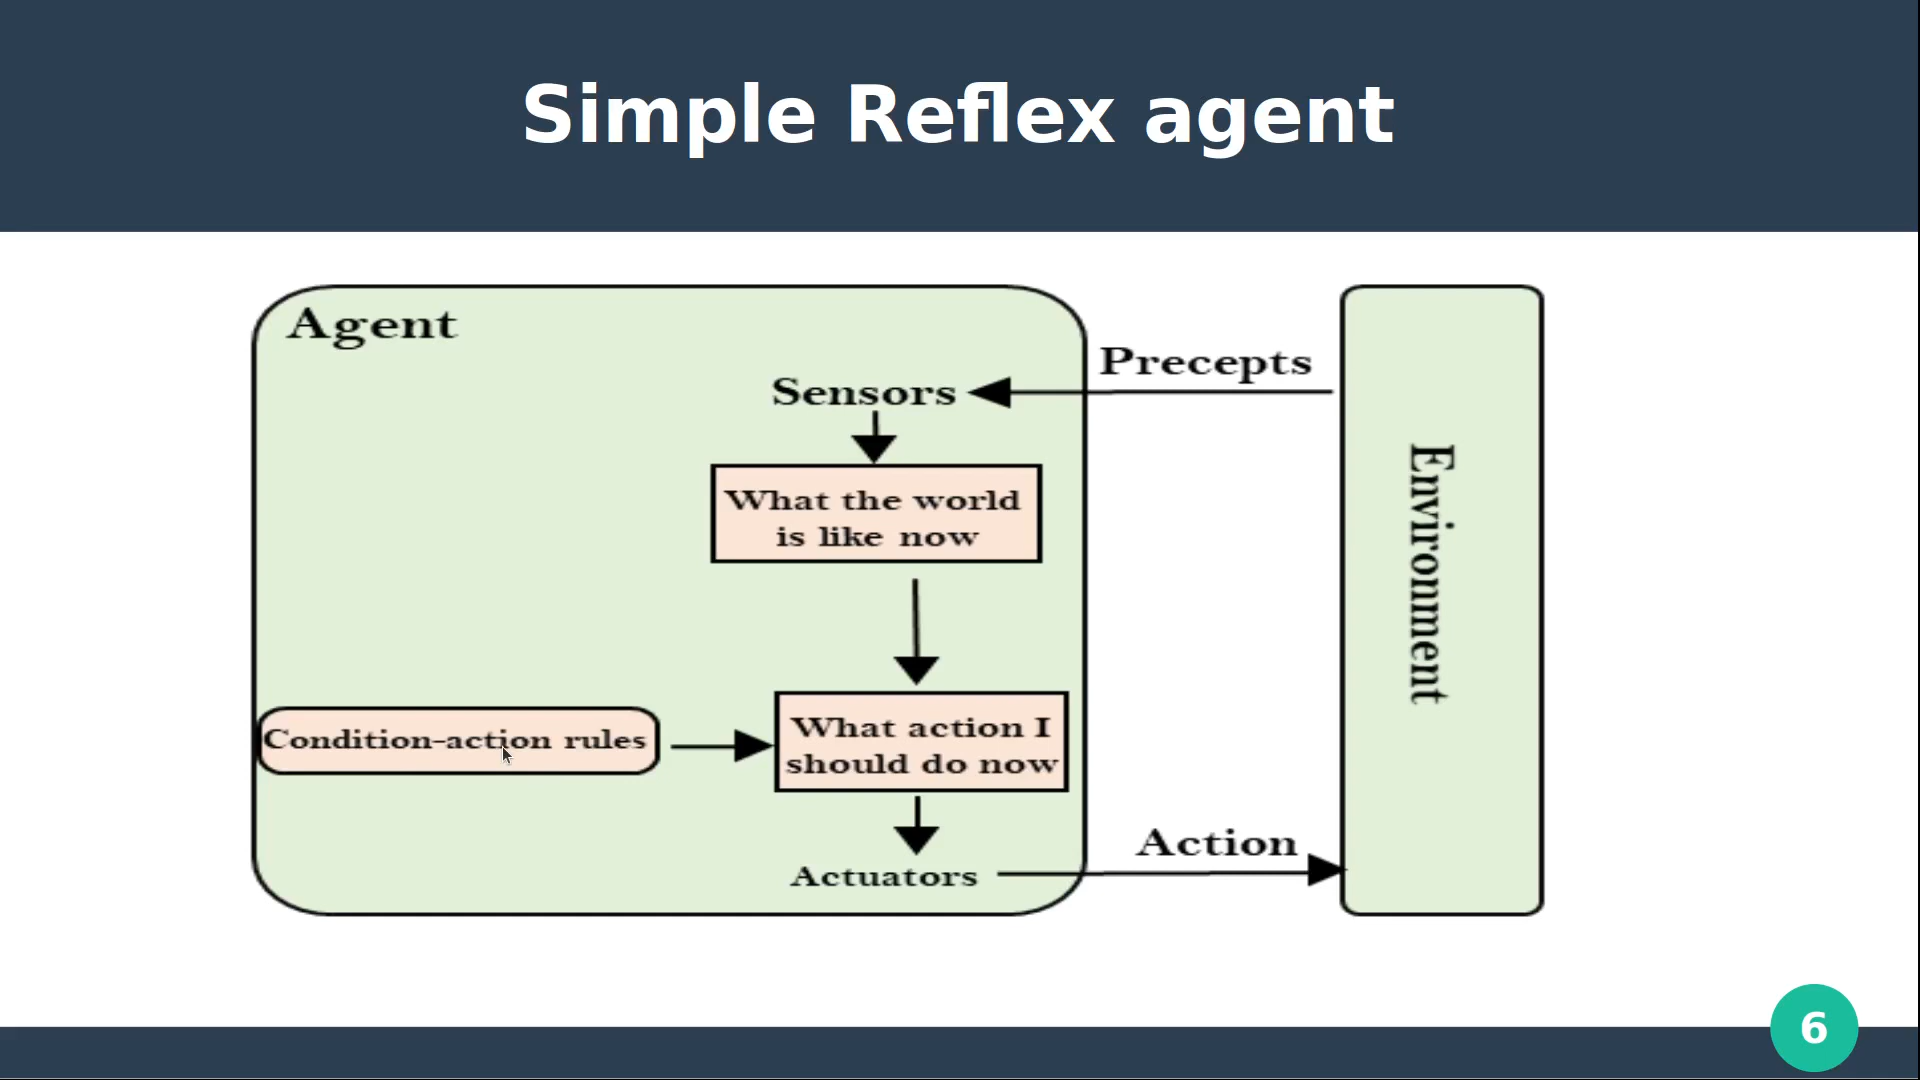 Simple Reflex agent
Agent
Precepts
Sensors
What the world
is like now
Environment
Condition-action rules
What action I
should do now
Action
Actuators
6